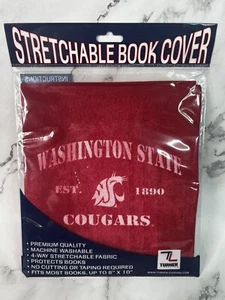 STRETCHABLE BOOK COVER
INSTRUCTIONS
WASHINGTON STATE
EST. 1890
COUGARS
• PREMIUM QUALITY
• MACHINE WASHABLE
• 4-WAY STRETCHABLE FABRIC
• PROTECTS BOOKS
• NO CUTTING OR TAPING REQUIRED
• FITS MOST BOOKS, UP TO 8" X 10"
TURNER